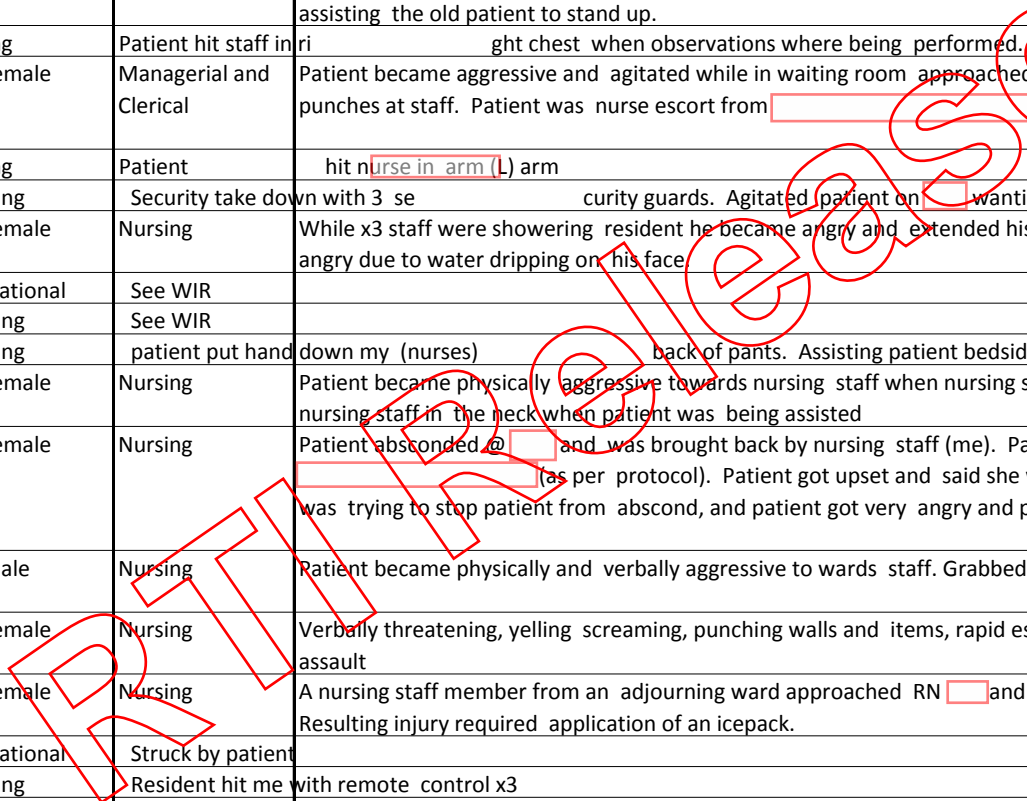 assisting the old patient to stand up.
g Patient hit staff in ri ght chest when observations where being performed.
emale Managerial and Patient became aggressive and agitated while in waiting room approached
Clerical punches at staff. Patient was nurse escort from
g Patient hit nurse in arm (L) arm
ng Security take down with 3 se curity guards. Agitated patient on wanti
emale Nursing While x3 staff were showering resident he became angry and extended his
angry due to water dripping on his face.
ational See WIR
ng See WIR
ng patient put hand down my (nurses) back of pants. Assisting patient bedsid
emale Nursing Patient became physically aggressive towards nursing staff when nursing s
nursing staff in the neck when patient was being assisted
emale Nursing Patient absconded @ and was brought back by nursing staff (me). Pa
(as per protocol). Patient got upset and said she
was trying to stop patient from abscond, and patient got very angry and p
ale Nursing Patient became physically and verbally aggressive to wards staff. Grabbed
emale Nursing Verbally threatening, yelling screaming, punching walls and items, rapid es
assault
emale Nursing A nursing staff member from an adjourning ward approached RN and
Resulting injury required application of an icepack.
ational Struck by patient
ng Resident hit me with remote control x3
RTI Releas